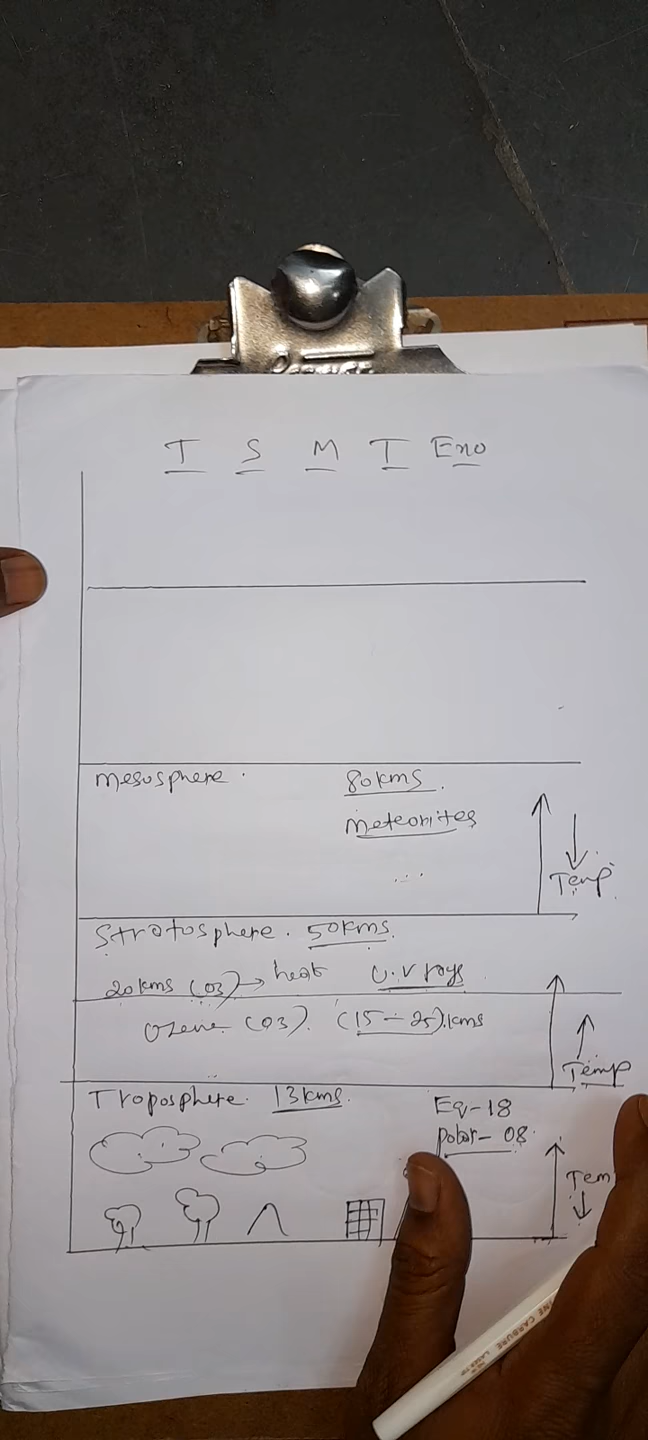 T S M T Exo
Mesosphere. 80kms.
meteorites
...
Temp.
Stratosphere. 50kms.
20kms (O3) → heat U.V rays
Ozene (O3). (15-25).kms
Temp
Troposphere. 13kms.
Eq-18
polar- 08.
Tem